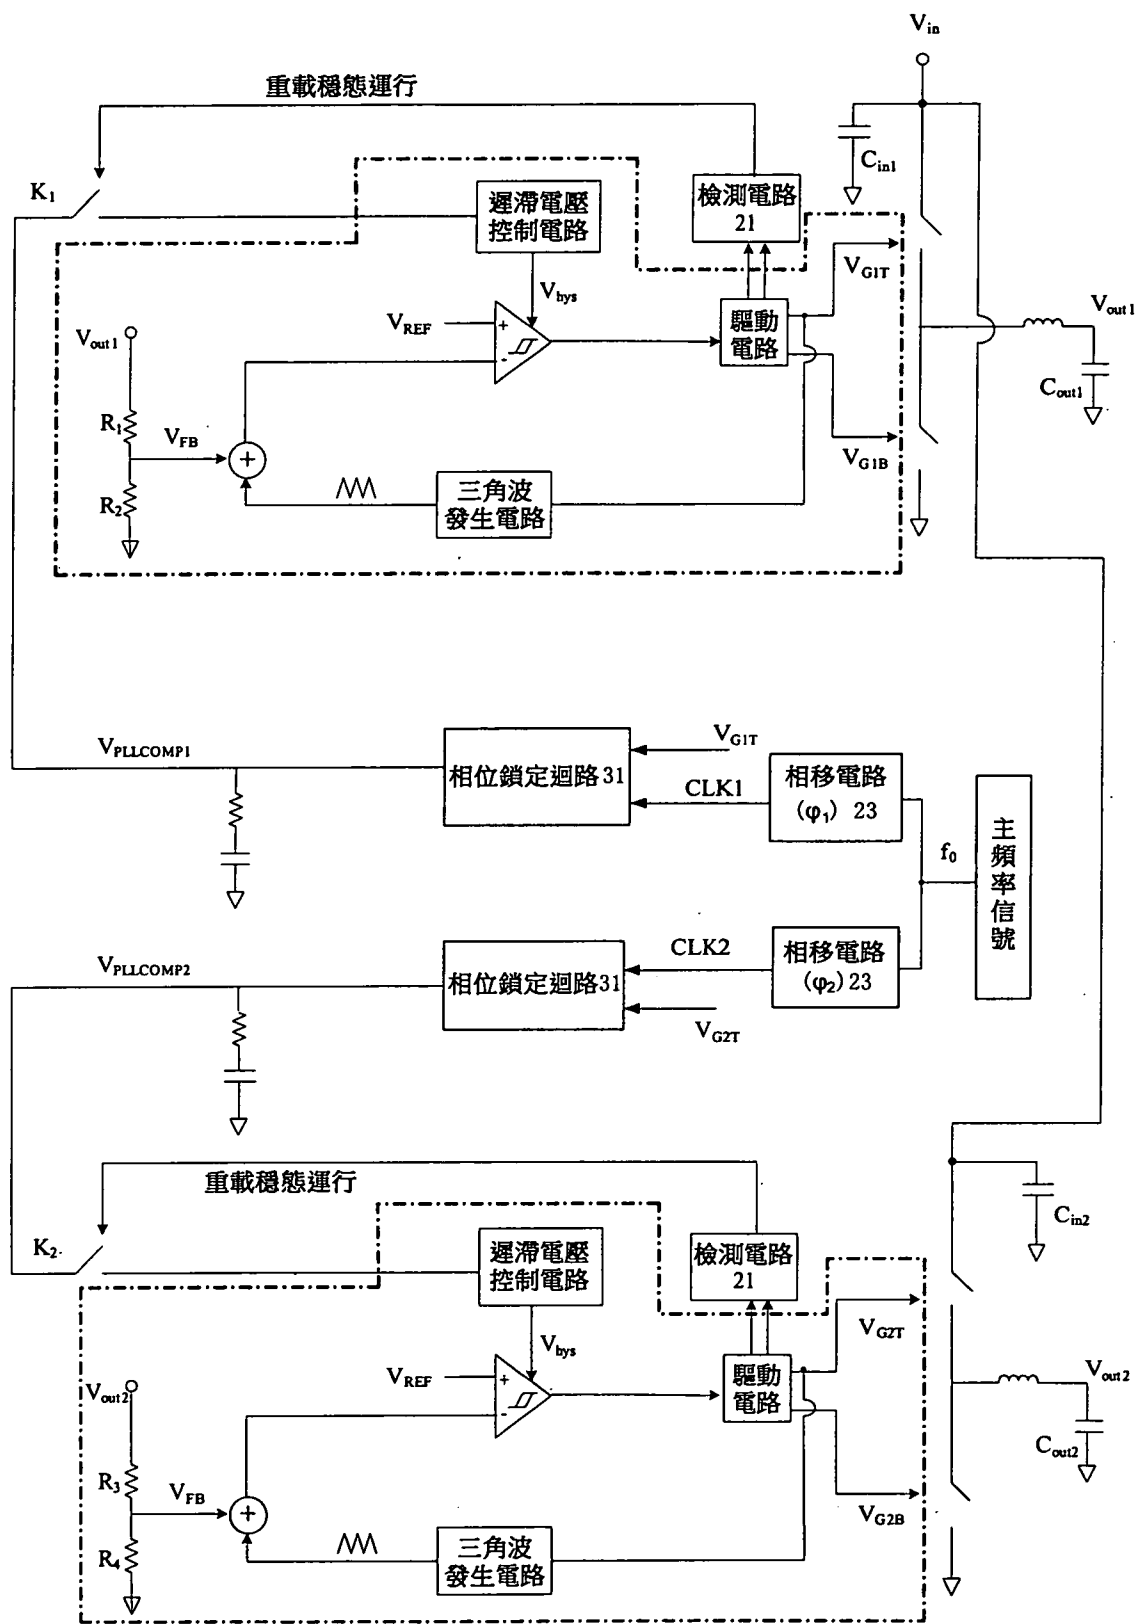 Vin
重載穩態運行
Cin1
K1
遲滯電壓
控制電路
檢測電路
21
VG1T
Vhys
VREF
+
-
驅動
電路
Vout1
Vout1
Cout1
R1
VFB
+
VG1B
R2
三角波
發生電路
VPLLCOMP1
相位鎖定迴路31
VG1T
CLK1
相移電路
(φ1) 23
主頻率信號
f0
VPLLCOMP2
相位鎖定迴路31
CLK2
VG2T
相移電路
(φ2) 23
重載穩態運行
Cin2
K2
遲滯電壓
控制電路
檢測電路
21
VG2T
Vhys
VREF
+
-
驅動
電路
Vout2
Vout2
Cout2
R3
VFB
+
VG2B
R4
三角波
發生電路